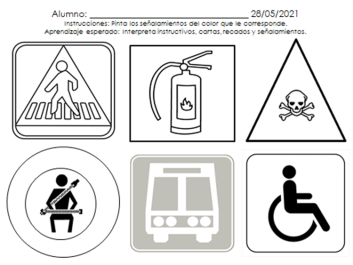 Alumno: ______________________________ 28/05/2021
Instrucciones: Pinta los señalamientos del color que le corresponde.
Aprendizaje esperado: Interpreta instructivos, cartas, recados y señalamientos.